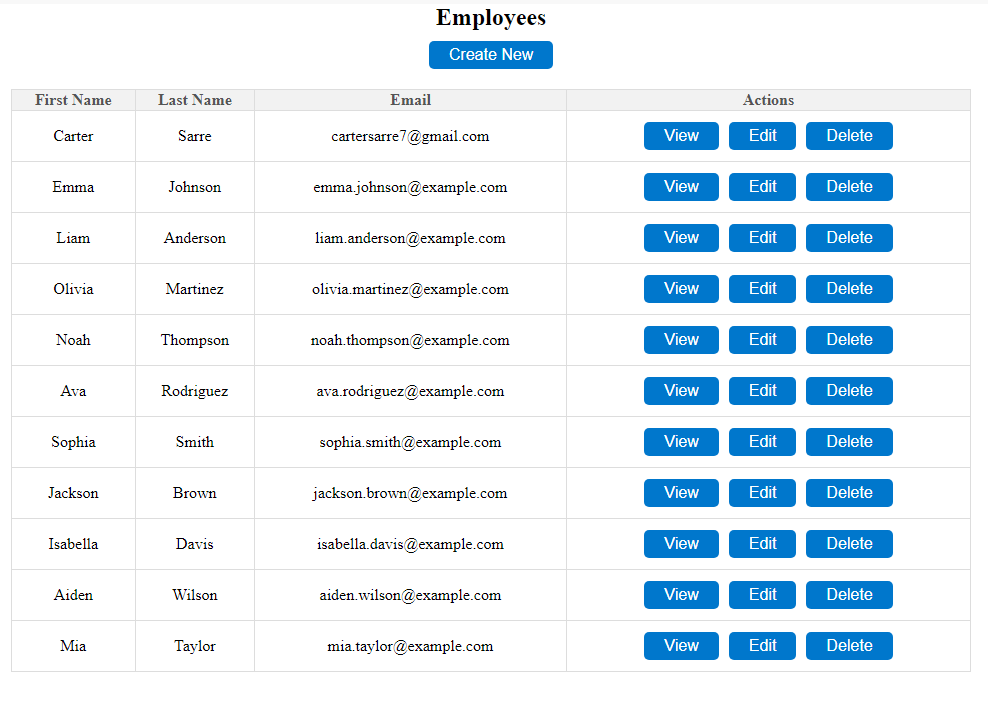 Employees
Create New
First Name Last Name Email Actions
Carter Sarre cartersarre7@gmail.com View Edit Delete
Emma Johnson emma.johnson@example.com View Edit Delete
Liam Anderson liam.anderson@example.com View Edit Delete
Olivia Martinez olivia.martinez@example.com View Edit Delete
Noah Thompson noah.thompson@example.com View Edit Delete
Ava Rodriguez ava.rodriguez@example.com View Edit Delete
Sophia Smith sophia.smith@example.com View Edit Delete
Jackson Brown jackson.brown@example.com View Edit Delete
Isabella Davis isabella.davis@example.com View Edit Delete
Aiden Wilson aiden.wilson@example.com View Edit Delete
Mia Taylor mia.taylor@example.com View Edit Delete